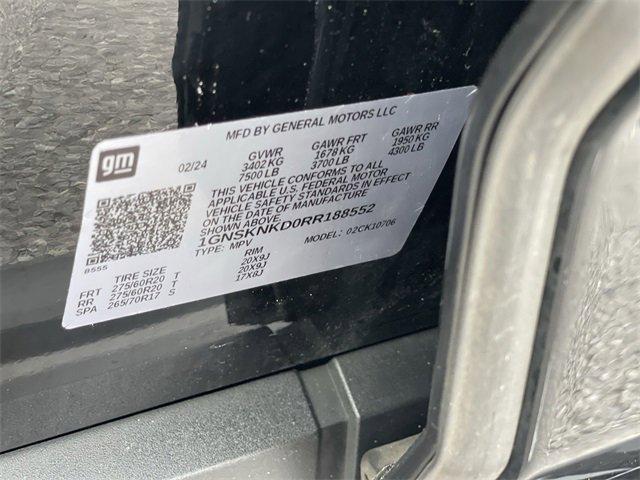 MFD BY GENERAL MOTORS LLC
gm
02/24
GVWR GAWR FRT GAWR RR
3402 KG 1678 KG 1950 KG
7500 LB 3700 LB 4300 LB
THIS VEHICLE CONFORMS TO ALL
APPLICABLE U.S. FEDERAL MOTOR
VEHICLE SAFETY STANDARDS IN EFFECT
ON THE DATE OF MANUFACTURE
SHOWN ABOVE.
1GNSKNKD0RR188552
TYPE: MPV MODEL: 02CK10706
B555
TIRE SIZE RIM
FRT 275/60R20 T 20X9J
RR 275/60R20 T 20X9J
SPA 265/70R17 S 17X8J